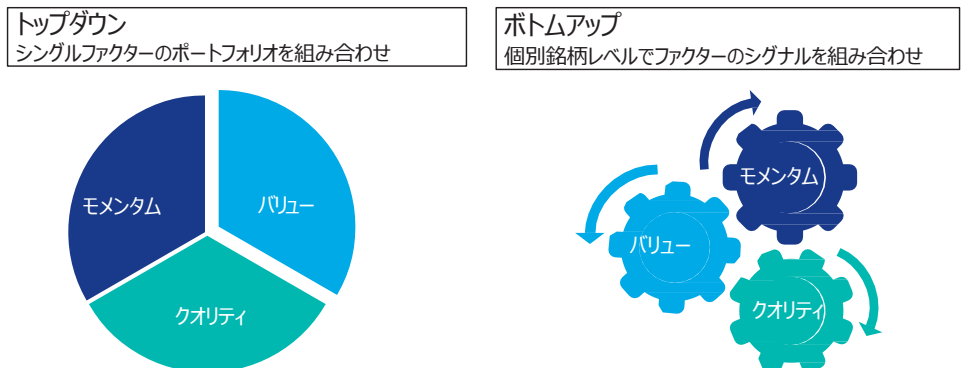 トップダウン
シングルファクターのポートフォリオを組み合わせ
ボトムアップ
個別銘柄レベルでファクターのシグナルを組み合わせ
モメンタム
バリュー
クオリティ
モメンタム
バリュー
クオリティ